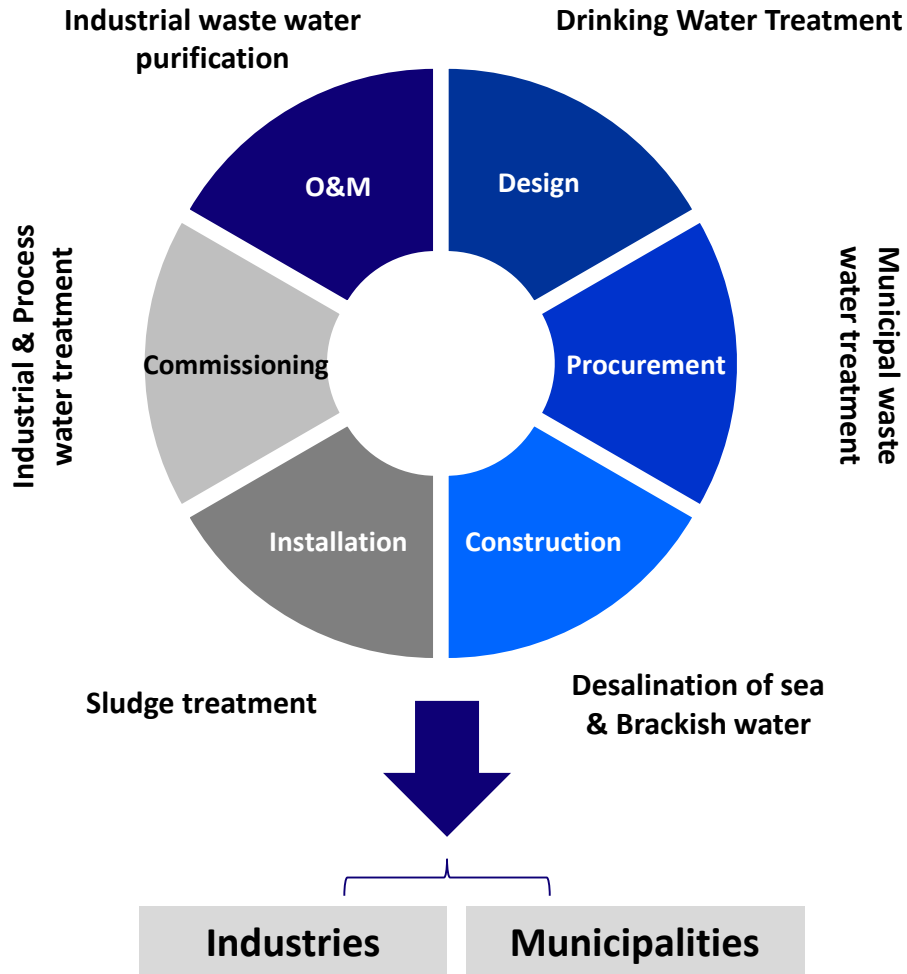 Industrial waste water
purification
Drinking Water Treatment
O&M
Design
Industrial & Process
water treatment
Commissioning
Procurement
Municipal waste
water treatment
Installation
Construction
Sludge treatment
Desalination of sea
& Brackish water
Industries
Municipalities